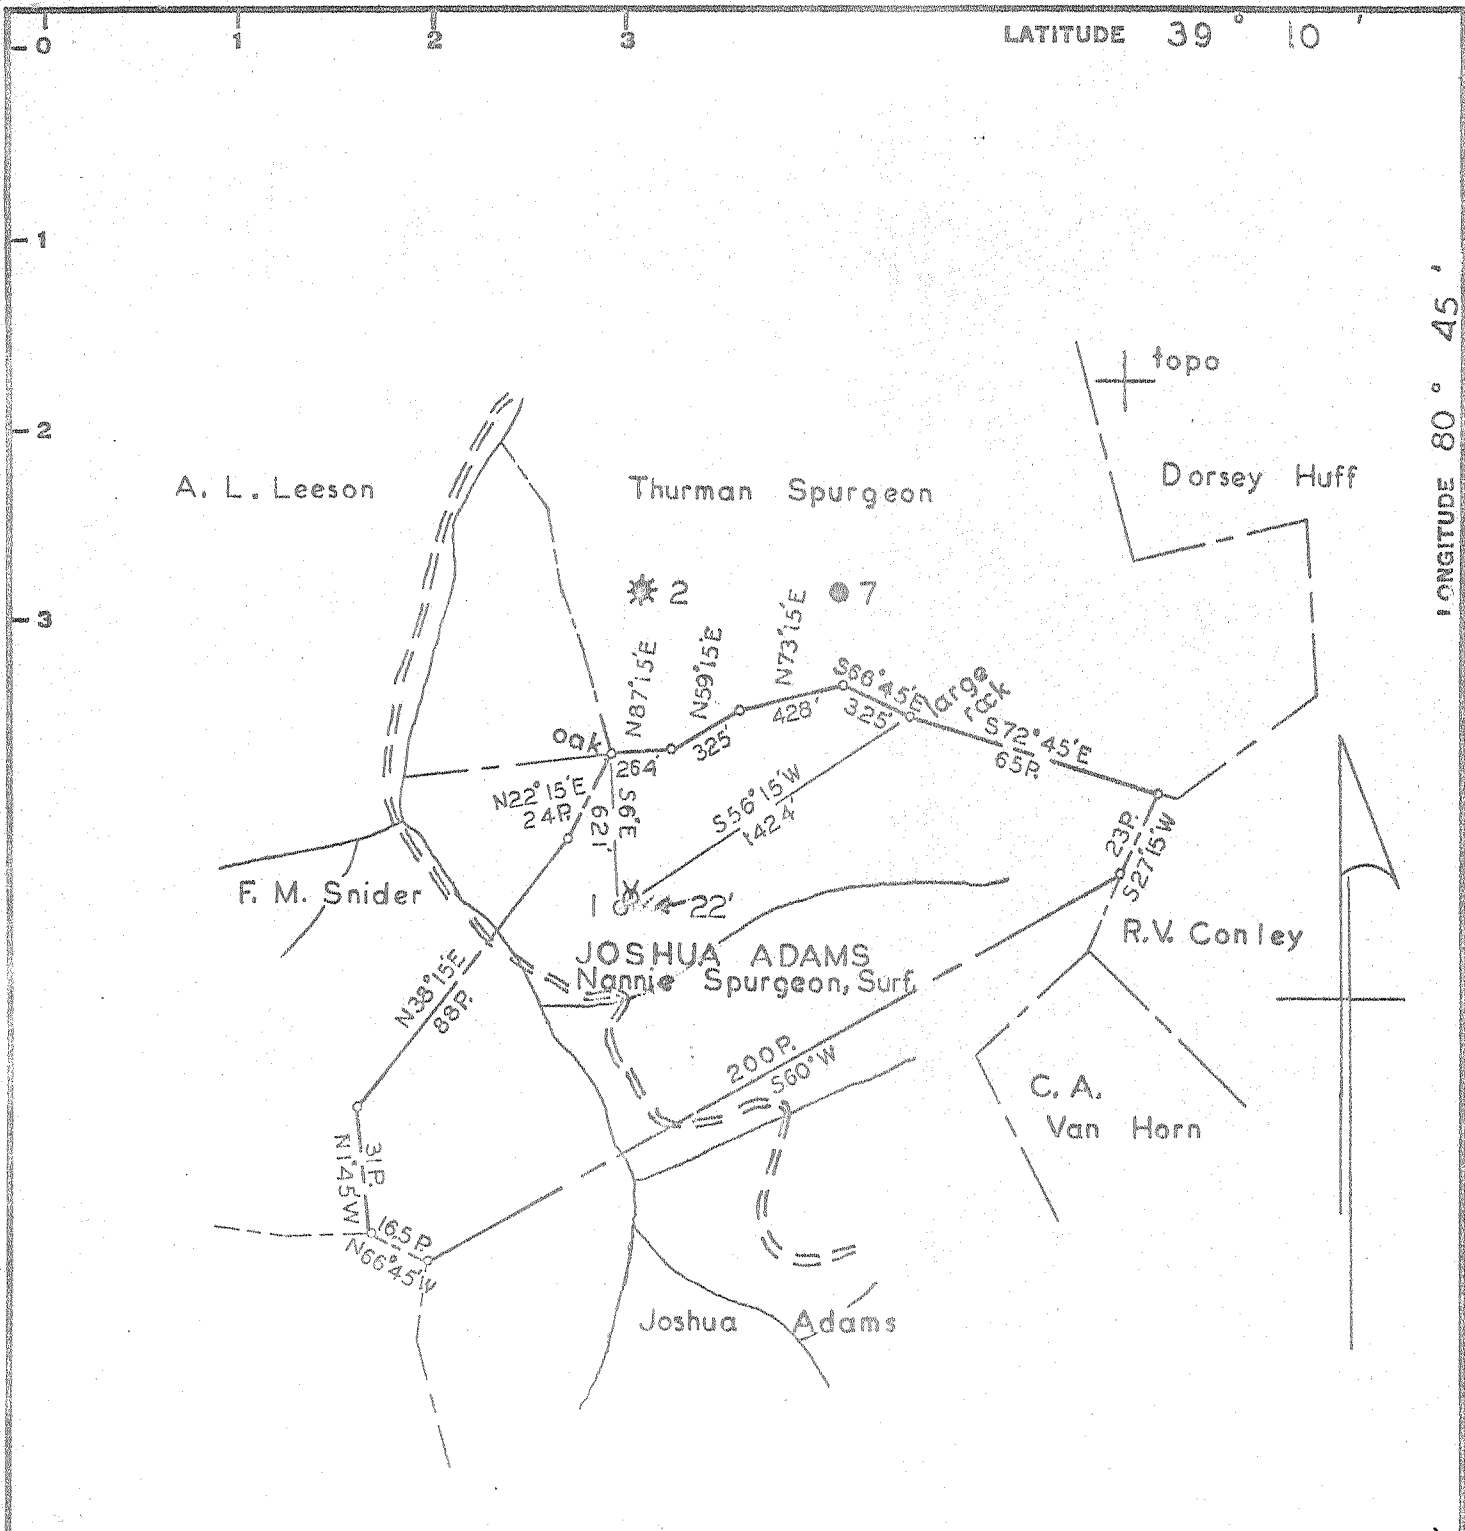 0 1 2 3 LATITUDE 39° 10'
1
2
3
LONGITUDE 80° 45'
topo
A. L. Leeson
Thurman Spurgeon
Dorsey Huff
2
7
N87°15'E
N59°15'E
N73°15'E
S66°45'E
325'
large
rock
S72°45'E
65P.
oak
264'
325'
428'
N22°15'E
24P.
S6°E
621'
S56°15'W
1424'
23P.
S27°15'W
F. M. Snider
1
22'
R.V. Conley
JOSHUA ADAMS
Nannie Spurgeon, Surf.
N38°15'E
88P.
200P.
S60°W
C. A.
Van Horn
31P.
N1°45'W
16.5P.
N66°45'W
Joshua Adams